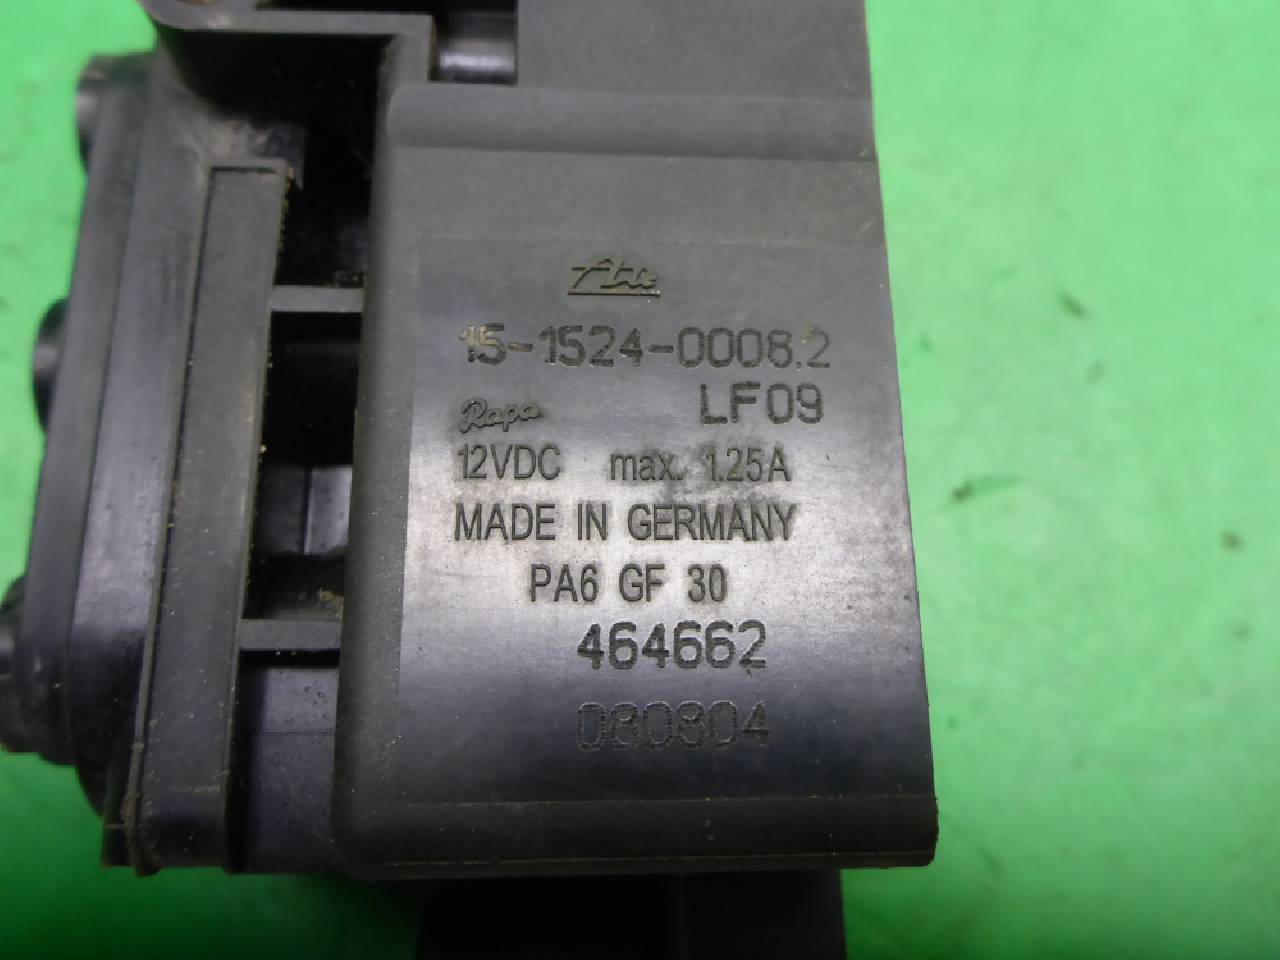 Ate
15-1524-0008.2
LF09
Rapa
12VDC max. 1.25A
MADE IN GERMANY
PA6 GF 30
464662
080804